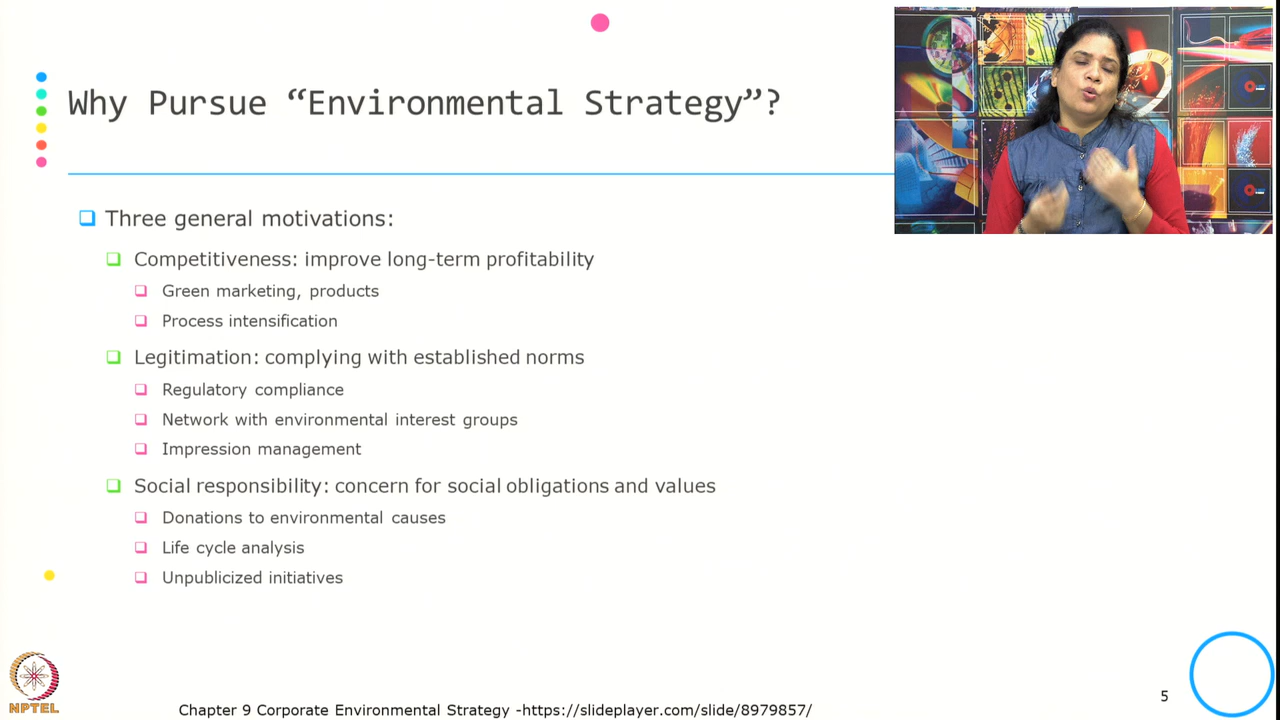 Why Pursue “Environmental Strategy”?
Three general motivations:
Competitiveness: improve long-term profitability
Green marketing, products
Process intensification
Legitimation: complying with established norms
Regulatory compliance
Network with environmental interest groups
Impression management
Social responsibility: concern for social obligations and values
Donations to environmental causes
Life cycle analysis
Unpublicized initiatives
NPTEL
Chapter 9 Corporate Environmental Strategy -https://slideplayer.com/slide/8979857/
5